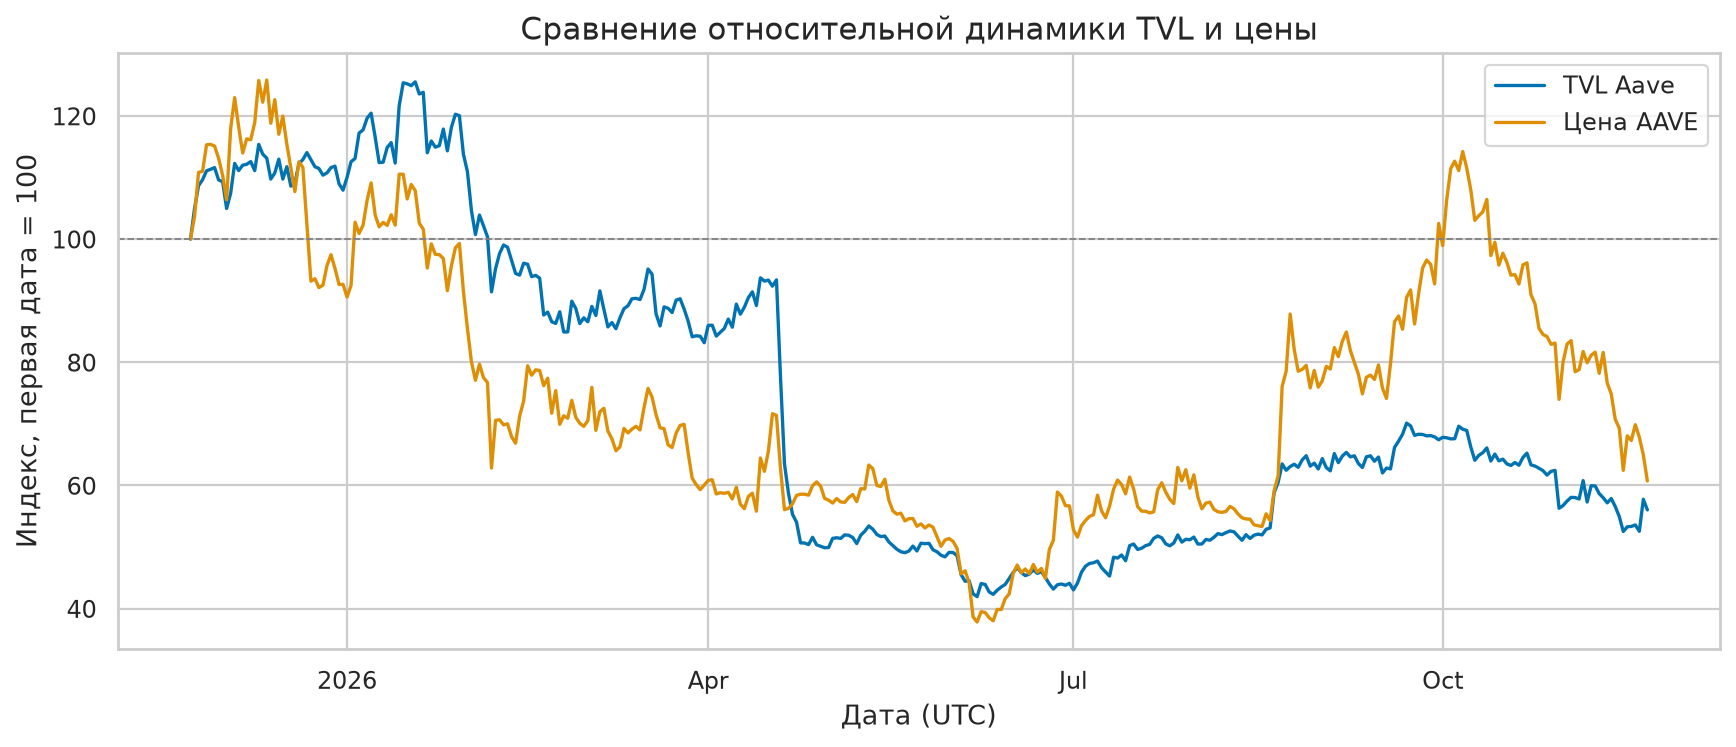 Сравнение относительной динамики TVL и цены
TVL Aave
Цена AAVE
Индекс, первая дата = 100
120
100
80
60
40
2026
Apr
Jul
Oct
Дата (UTC)